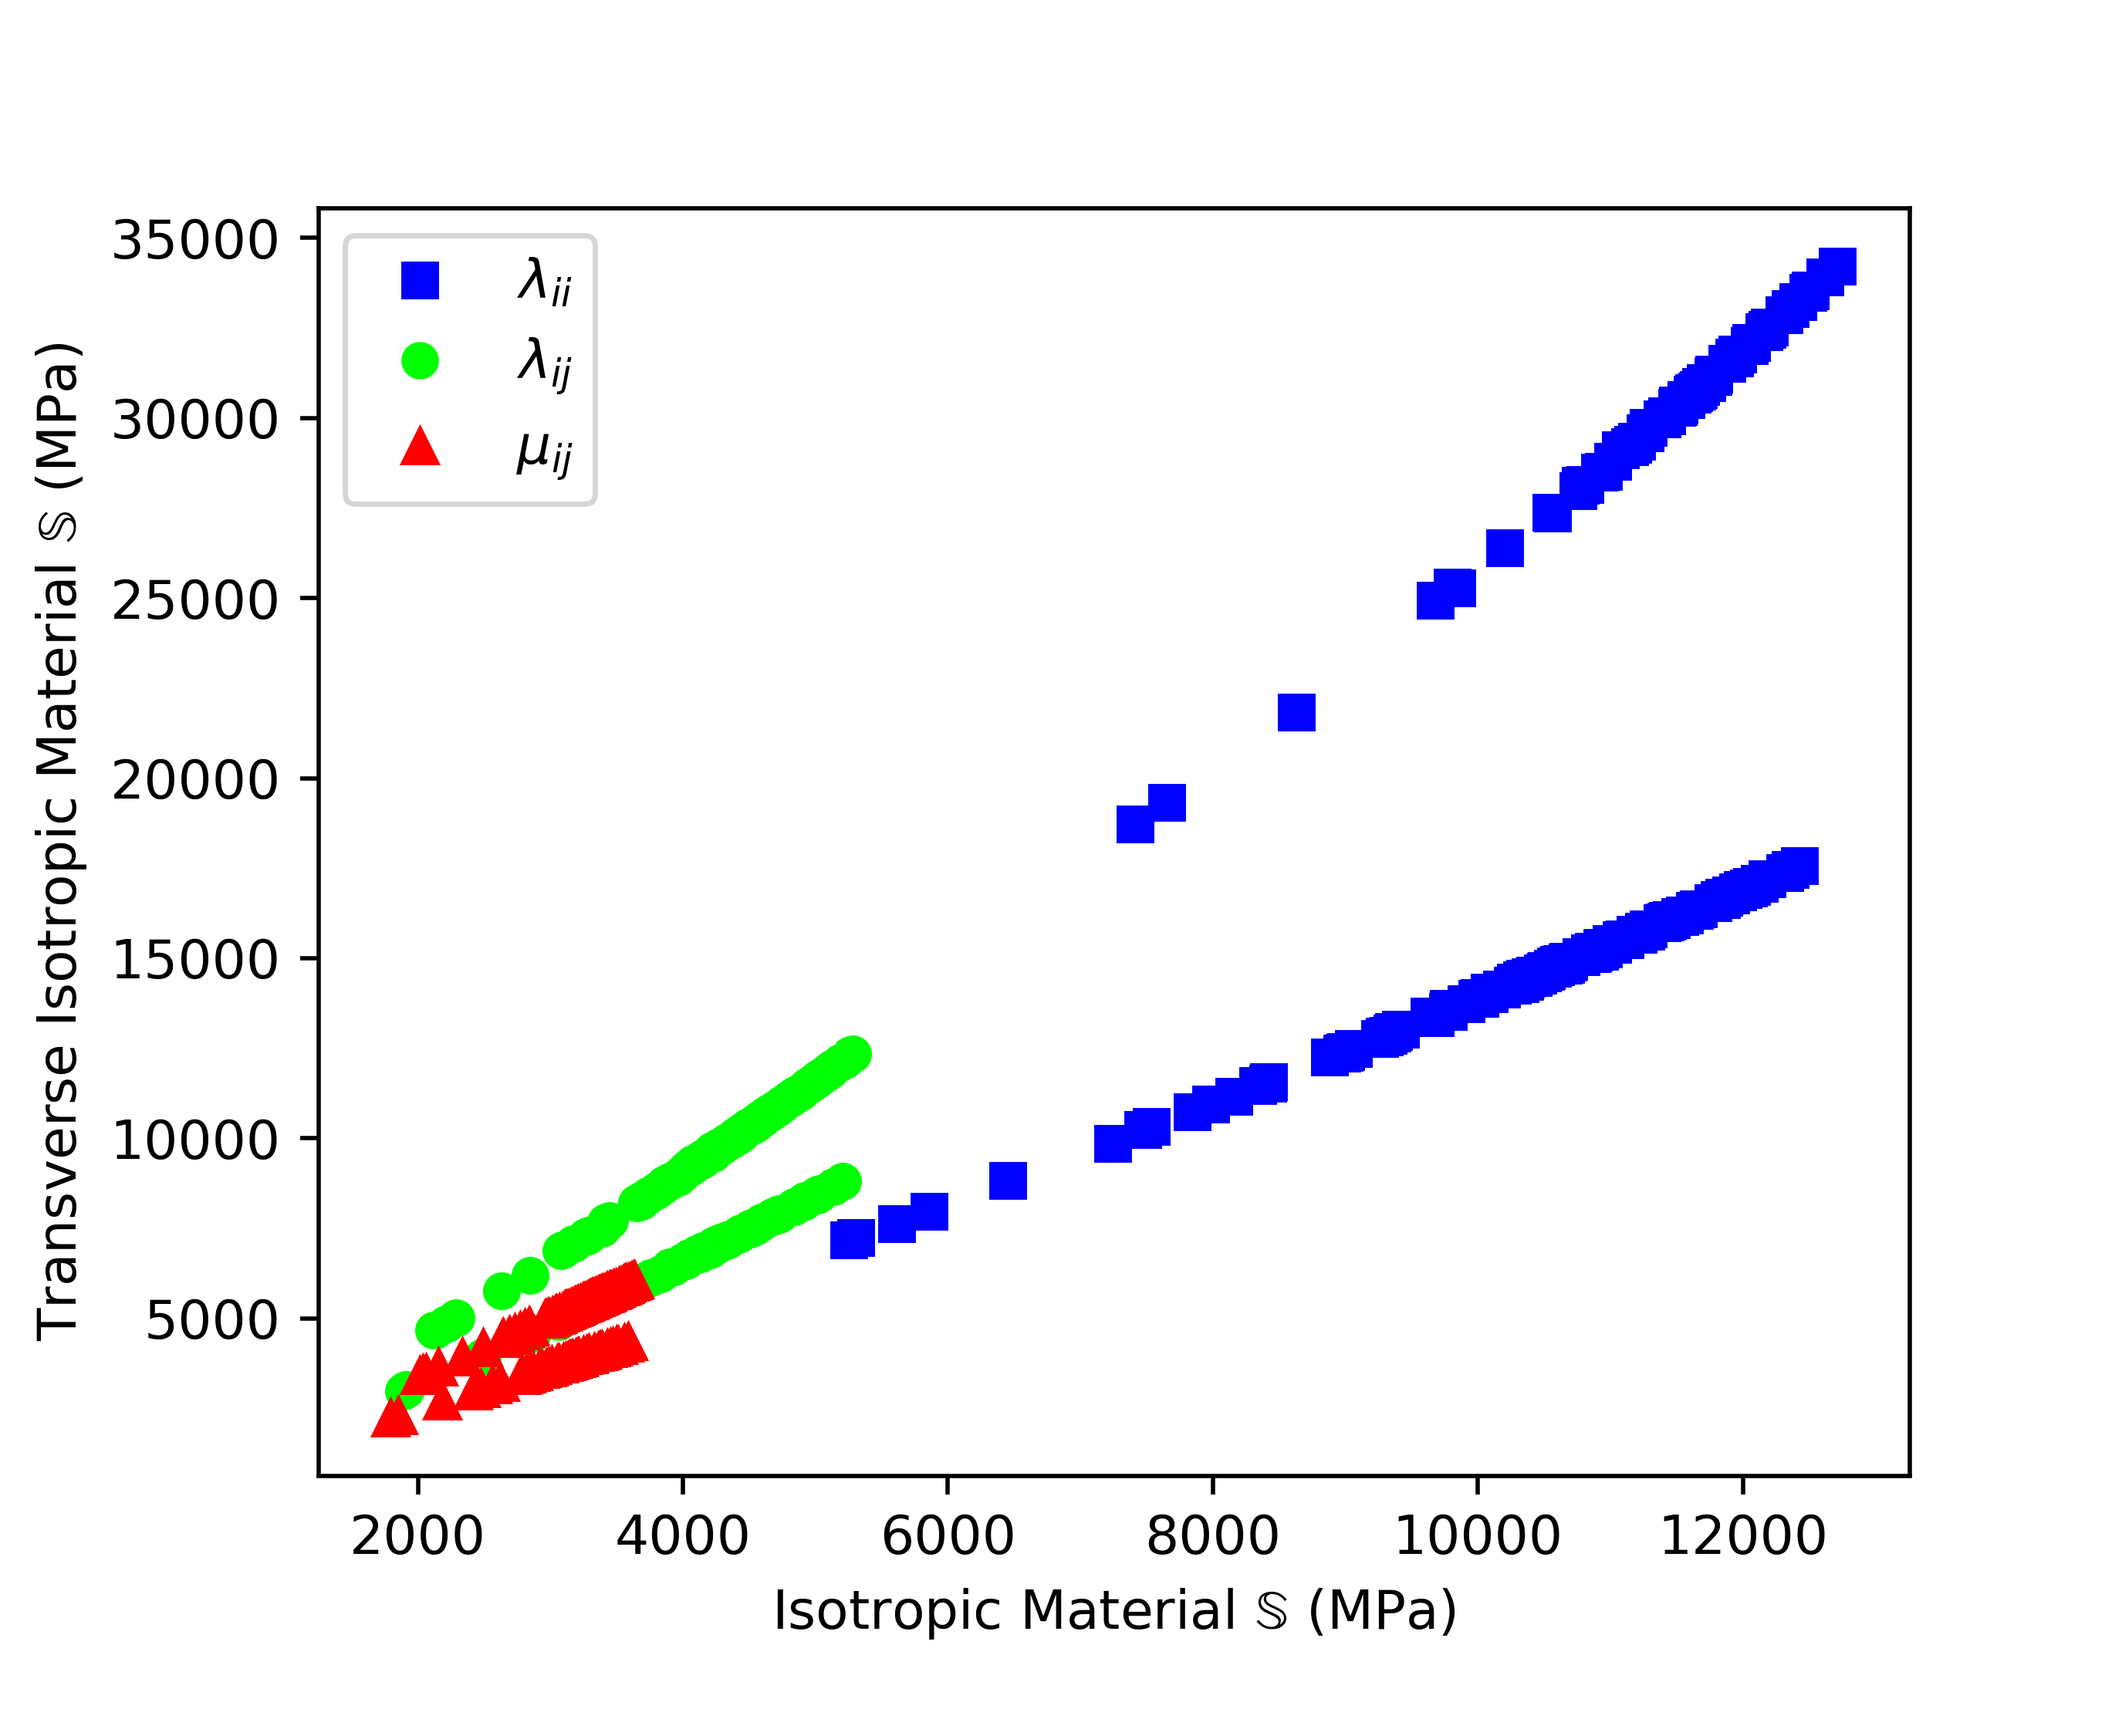 35000
30000
25000
20000
15000
10000
5000
2000 4000 6000 8000 10000 12000
λii
λij
μij
Transverse Isotropic Material 𝕊 (MPa)
Isotropic Material 𝕊 (MPa)